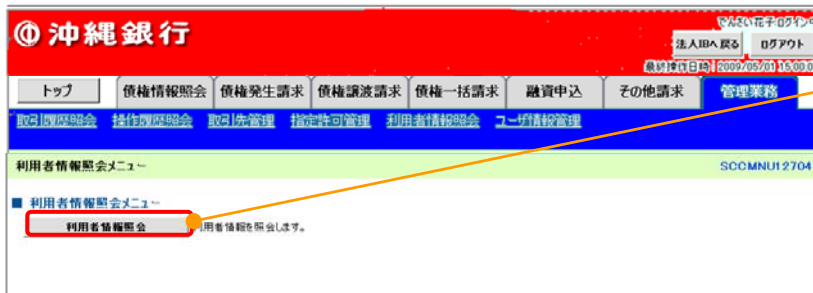 沖縄銀行
でんさい花子:ログイン中
法人IBへ戻る ログアウト
最終操作日時 2009/05/01 15:00:0
トップ 債権情報照会 債権発生請求 債権譲渡請求 債権一括請求 融資申込 その他請求 管理業務
取引履歴照会 操作履歴照会 取引先管理 指定許可管理 利用者情報照会 ユーザ情報管理
利用者情報照会メニュー SCCMNU12704
■ 利用者情報照会メニュー
利用者情報照会 利用者情報を照会します。